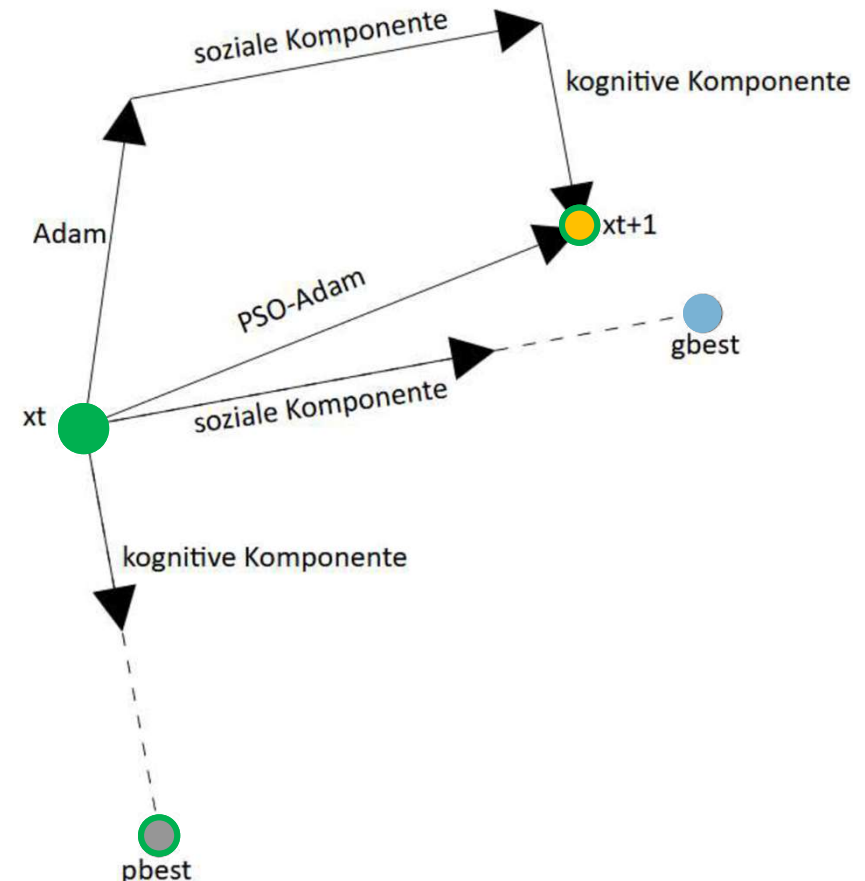 soziale Komponente
kognitive Komponente
Adam
xt+1
PSO-Adam
gbest
xt
soziale Komponente
kognitive Komponente
pbest